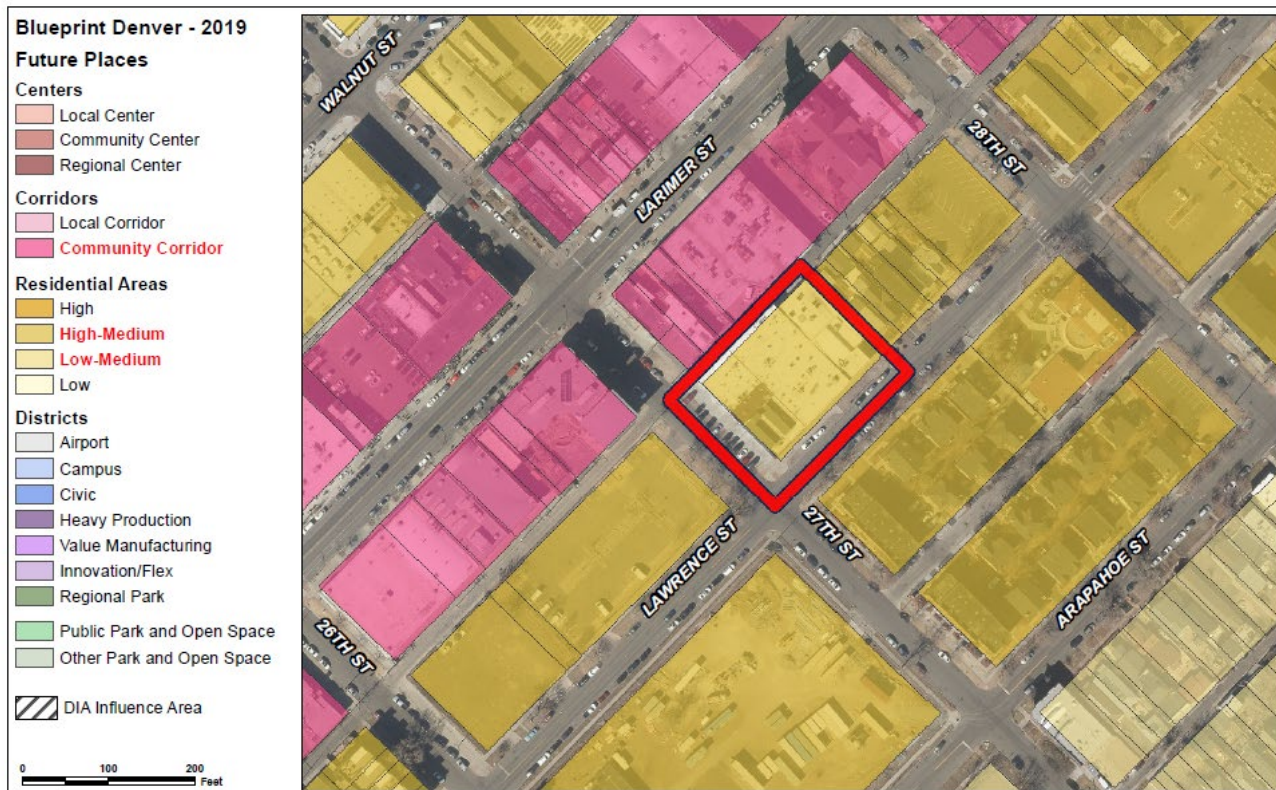 Blueprint Denver - 2019
Future Places
Centers
Local Center
Community Center
Regional Center
Corridors
Local Corridor
Community Corridor
Residential Areas
High
High-Medium
Low-Medium
Low
Districts
Airport
Campus
Civic
Heavy Production
Value Manufacturing
Innovation/Flex
Regional Park
Public Park and Open Space
Other Park and Open Space
DIA Influence Area
0 100 200
Feet
WALNUT ST
LARIMER ST
28TH ST
LAWRENCE ST
27TH ST
ARAPAHOE ST
26TH ST